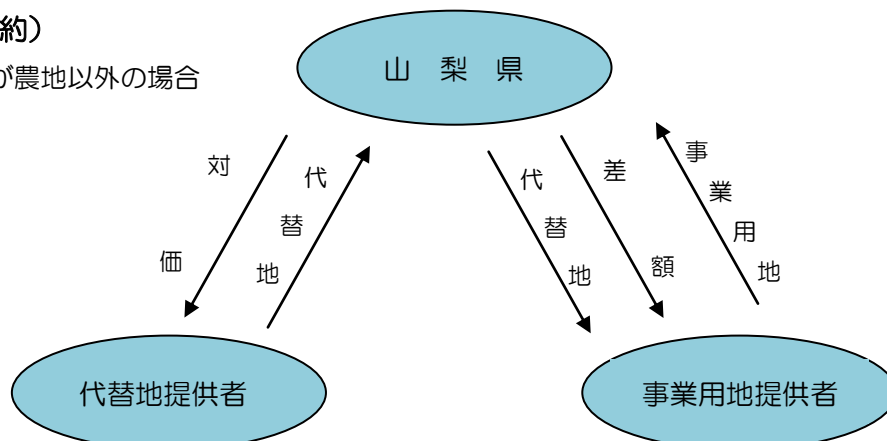 約）
が農地以外の場合
山 梨 県
対価
代替地
代替地
差額
事業用地
代替地提供者
事業用地提供者